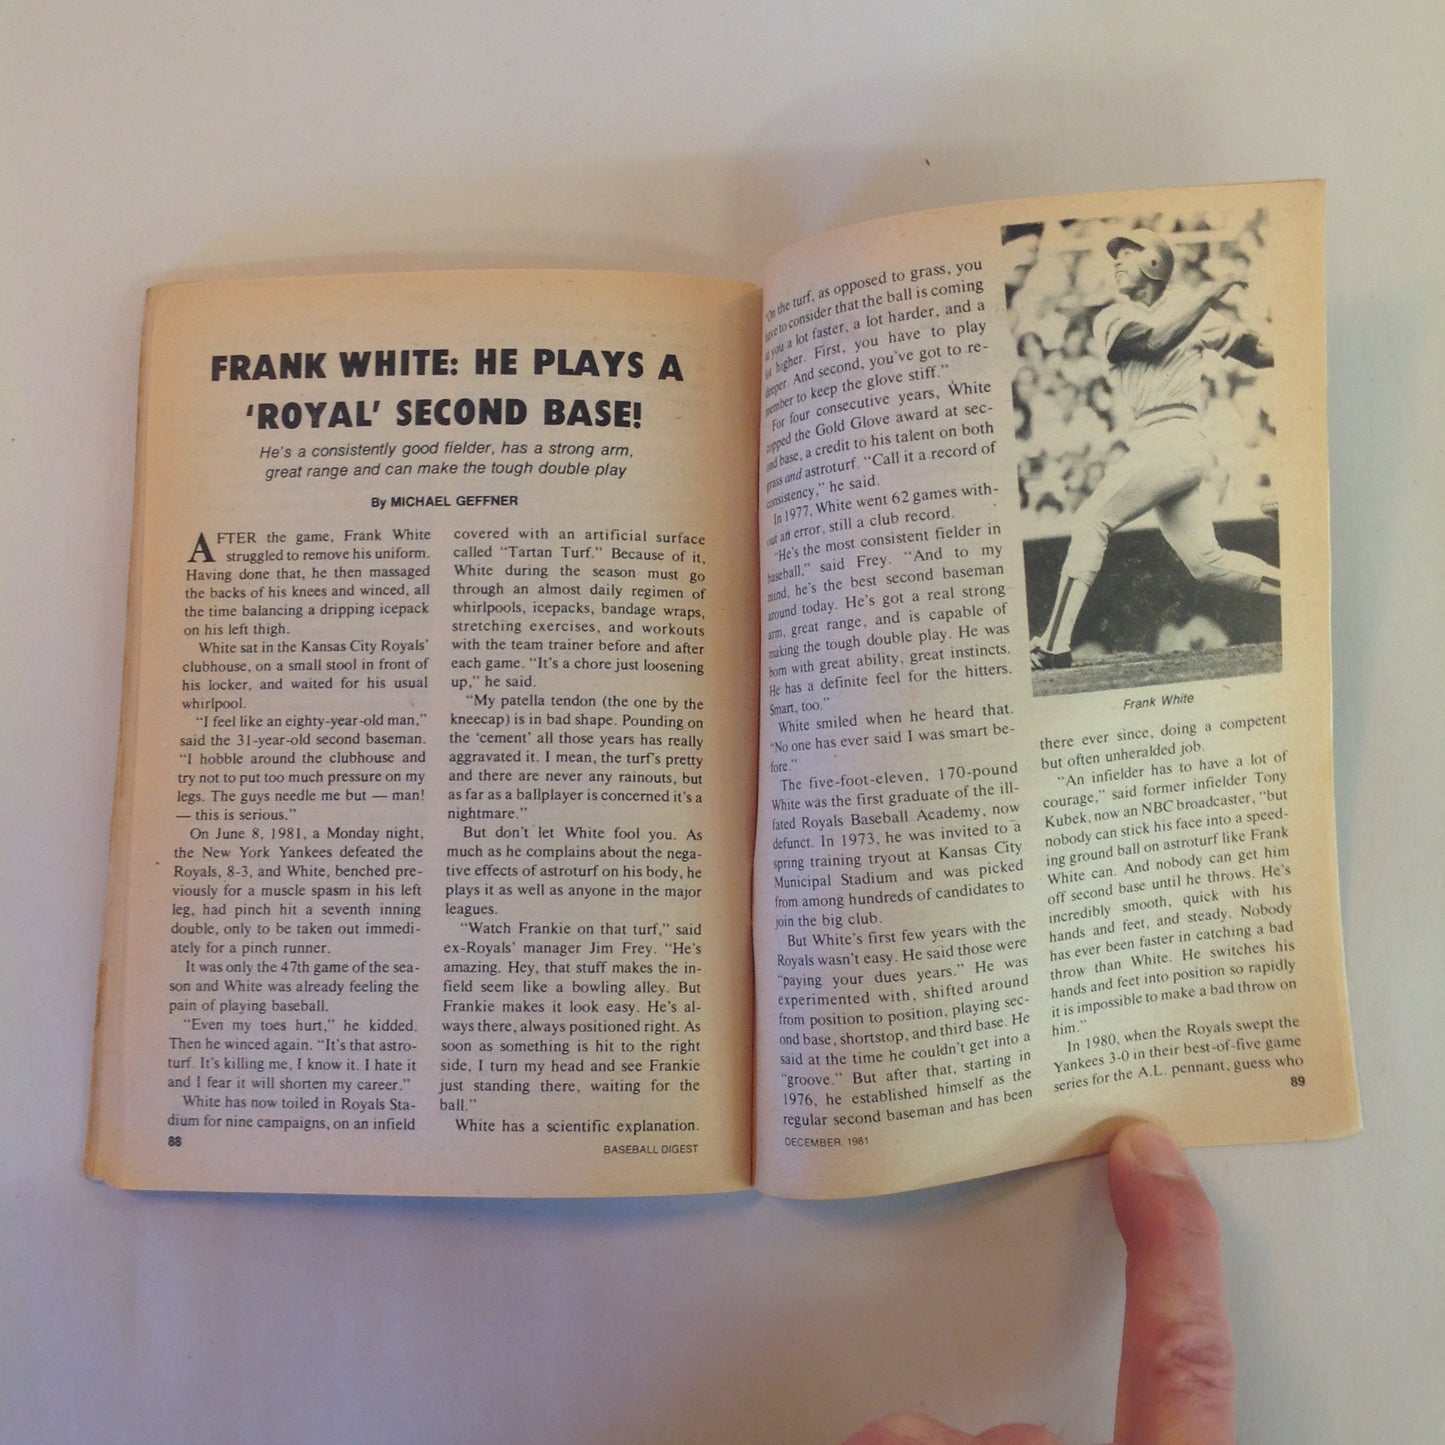 FRANK WHITE: HE PLAYS A
'ROYAL' SECOND BASE!
He's a consistently good fielder, has a strong arm,
great range and can make the tough double play
By MICHAEL GEFFNER
AFTER the game, Frank White
struggled to remove his uniform.
Having done that, he then massaged
the backs of his knees and winced, all
the time balancing a dripping icepack
on his left thigh.
White sat in the Kansas City Royals'
clubhouse, on a small stool in front of
his locker, and waited for his usual
whirlpool.
"I feel like an eighty-year-old man,"
said the 31-year-old second baseman.
"I hobble around the clubhouse and
try not to put too much pressure on my
legs. The guys needle me but — man!
— this is serious."
On June 8, 1981, a Monday night,
the New York Yankees defeated the
Royals, 8-3, and White, benched pre-
viously for a muscle spasm in his left
leg, had pinch hit a seventh inning
double, only to be taken out immedi-
ately for a pinch runner.
It was only the 47th game of the sea-
son and White was already feeling the
pain of playing baseball.
"Even my toes hurt," he kidded.
Then he winced again. "It's that astro-
turf. It's killing me, I know it. I hate it
and I fear it will shorten my career."
White has now toiled in Royals Sta-
dium for nine campaigns, on an infield
88
covered with an artificial surface
called "Tartan Turf." Because of it,
White during the season must go
through an almost daily regimen of
whirlpools, icepacks, bandage wraps,
stretching exercises, and workouts
with the team trainer before and after
each game. "It's a chore just loosening
up," he said.
"My patella tendon (the one by the
kneecap) is in bad shape. Pounding on
the 'cement' all those years has really
aggravated it. I mean, the turf's pretty
and there are never any rainouts, but
as far as a ballplayer is concerned it's a
nightmare."
But don't let White fool you. As
much as he complains about the nega-
tive effects of astroturf on his body, he
plays it as well as anyone in the major
leagues.
"Watch Frankie on that turf," said
ex-Royals' manager Jim Frey. "He's
amazing. Hey, that stuff makes the in-
field seem like a bowling alley. But
Frankie makes it look easy. He's al-
ways there, always positioned right. As
soon as something is hit to the right
side, I turn my head and see Frankie
just standing there, waiting for the
ball."
White has a scientific explanation.
BASEBALL DIGEST
"On the turf, as opposed to grass, you
have to consider that the ball is coming
at you a lot faster, a lot harder, and a
lot higher. First, you have to play
deeper. And second, you've got to re-
member to keep the glove stiff."
For four consecutive years, White
copped the Gold Glove award at sec-
ond base, a credit to his talent on both
grass and astroturf. "Call it a record of
consistency," he said.
In 1977, White went 62 games with-
out an error, still a club record.
"He's the most consistent fielder in
baseball," said Frey. "And to my
mind, he's the best second baseman
around today. He's got a real strong
arm, great range, and is capable of
making the tough double play. He was
born with great ability, great instincts.
He has a definite feel for the hitters.
Smart, too."
White smiled when he heard that.
"No one has ever said I was smart be-
fore."
The five-foot-eleven, 170-pound
White was the first graduate of the ill-
fated Royals Baseball Academy, now
defunct. In 1973, he was invited to a
spring training tryout at Kansas City
Municipal Stadium and was picked
from among hundreds of candidates to
join the big club.
But White's first few years with the
Royals wasn't easy. He said those were
"paying your dues years." He was
experimented with, shifted around
from position to position, playing sec-
ond base, shortstop, and third base. He
said at the time he couldn't get into a
"groove." But after that, starting in
1976, he established himself as the
regular second baseman and has been
DECEMBER, 1981
Frank White
there ever since, doing a competent
but often unheralded job.
"An infielder has to have a lot of
courage," said former infielder Tony
Kubek, now an NBC broadcaster, "but
nobody can stick his face into a speed-
ing ground ball on astroturf like Frank
White can. And nobody can get him
off second base until he throws. He's
incredibly smooth, quick with his
hands and feet, and steady. Nobody
has ever been faster in catching a bad
throw than White. He switches his
hands and feet into position so rapidly
it is impossible to make a bad throw on
him."
In 1980, when the Royals swept the
Yankees 3-0 in their best-of-five game
series for the A.L. pennant, guess who
89